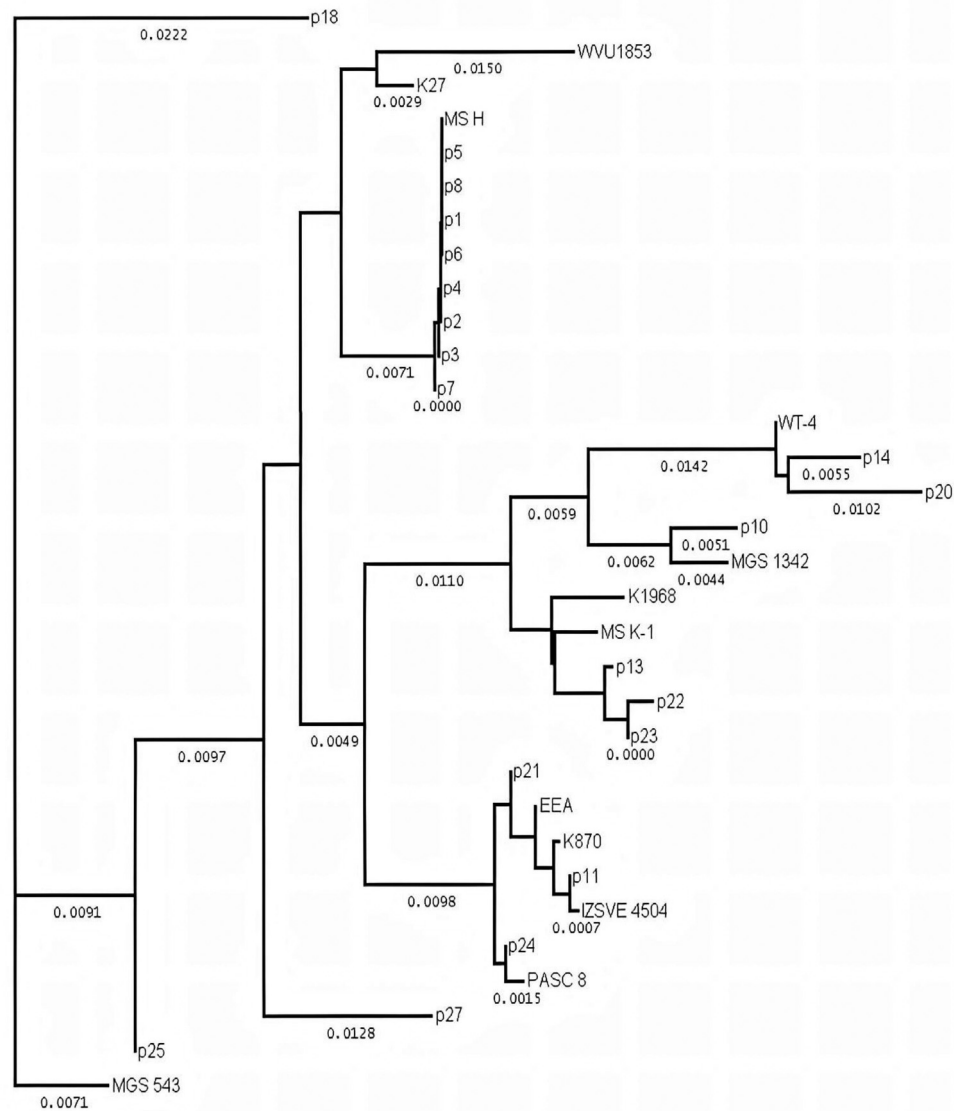 p18
0.0222
WVU1853
0.0150
K27
0.0029
MS H
p5
p8
p1
p6
p4
p2
p3
0.0071
p7
0.0000
WT-4
0.0142
p14
0.0055
p20
0.0102
0.0059
p10
0.0051
0.0062
MGS 1342
0.0044
0.0110
K1968
MS K-1
p13
p22
p23
0.0000
0.0049
0.0097
p21
EEA
K870
p11
0.0098
IZSVE 4504
0.0007
0.0091
p24
PASC 8
0.0015
p27
0.0128
p25
MGS 543
0.0071